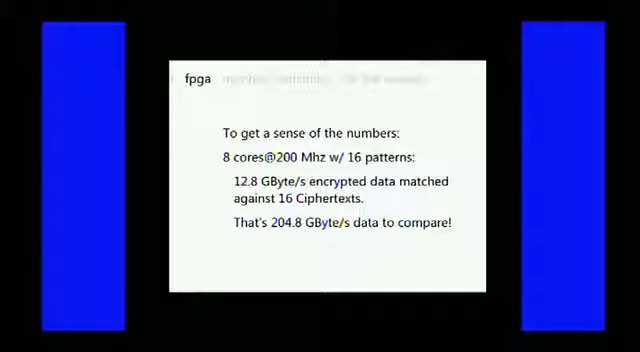 fpga
To get a sense of the numbers:
8 cores@200 Mhz w/ 16 patterns:
12.8 GByte/s encrypted data matched
against 16 Ciphertexts.
That's 204.8 GByte/s data to compare!